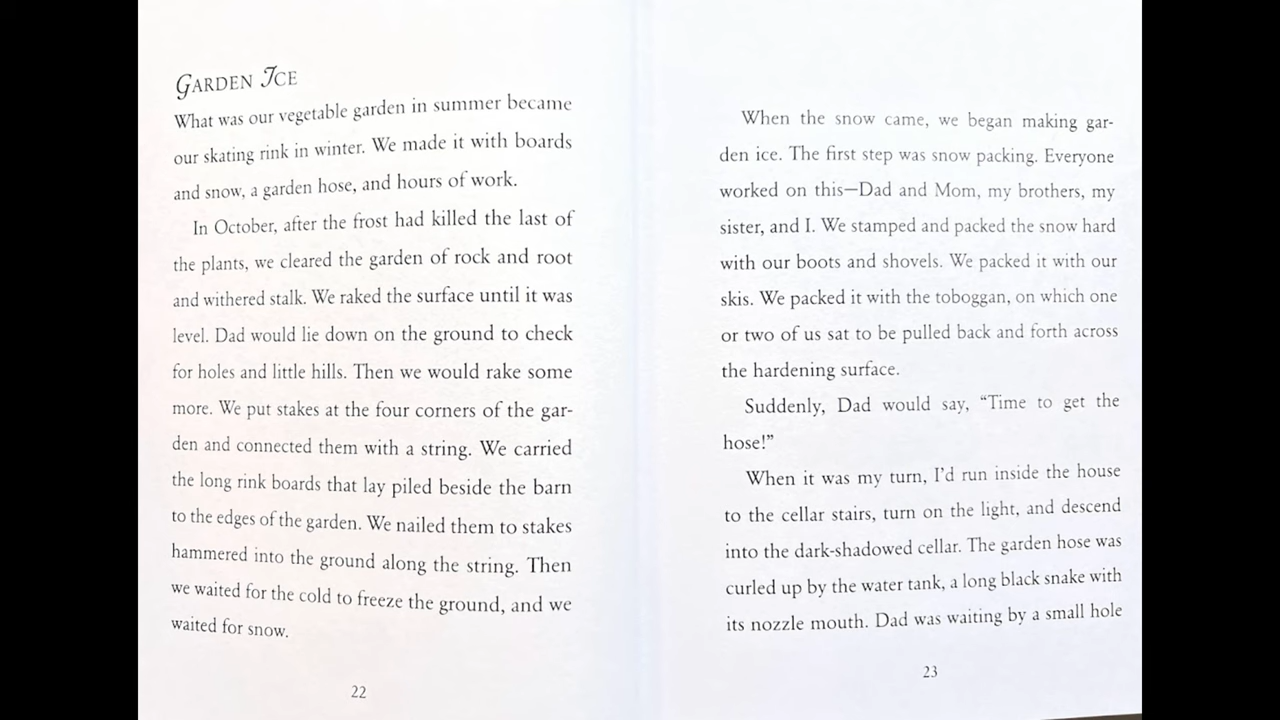 GARDEN ICE
What was our vegetable garden in summer became
our skating rink in winter. We made it with boards
and snow, a garden hose, and hours of work.
In October, after the frost had killed the last of
the plants, we cleared the garden of rock and root
and withered stalk. We raked the surface until it was
level. Dad would lie down on the ground to check
for holes and little hills. Then we would rake some
more. We put stakes at the four corners of the gar-
den and connected them with a string. We carried
the long rink boards that lay piled beside the barn
to the edges of the garden. We nailed them to stakes
hammered into the ground along the string. Then
we waited for the cold to freeze the ground, and we
waited for snow.
22
When the snow came, we began making gar-
den ice. The first step was snow packing. Everyone
worked on this—Dad and Mom, my brothers, my
sister, and I. We stamped and packed the snow hard
with our boots and shovels. We packed it with our
skis. We packed it with the toboggan, on which one
or two of us sat to be pulled back and forth across
the hardening surface.
Suddenly, Dad would say, “Time to get the
hose!”
When it was my turn, I’d run inside the house
to the cellar stairs, turn on the light, and descend
into the dark-shadowed cellar. The garden hose was
curled up by the water tank, a long black snake with
its nozzle mouth. Dad was waiting by a small hole
23